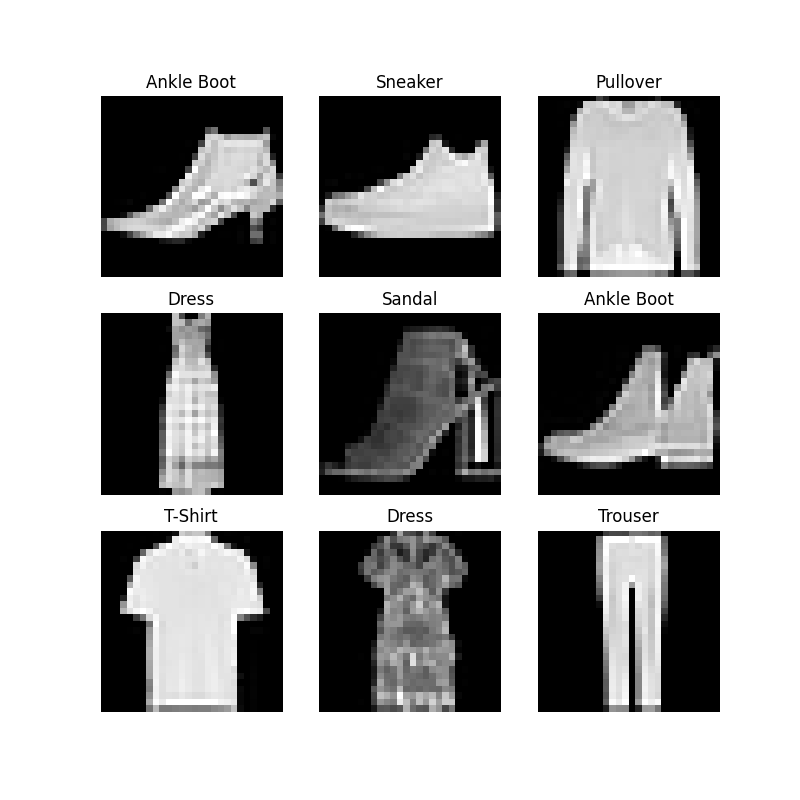 Ankle Boot
Sneaker
Pullover
Dress
Sandal
Ankle Boot
T-Shirt
Dress
Trouser